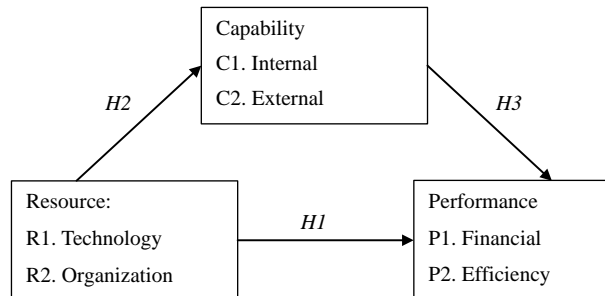 Capability
C1. Internal
C2. External
H2
H3
Resource:
R1. Technology
R2. Organization
H1
Performance
P1. Financial
P2. Efficiency